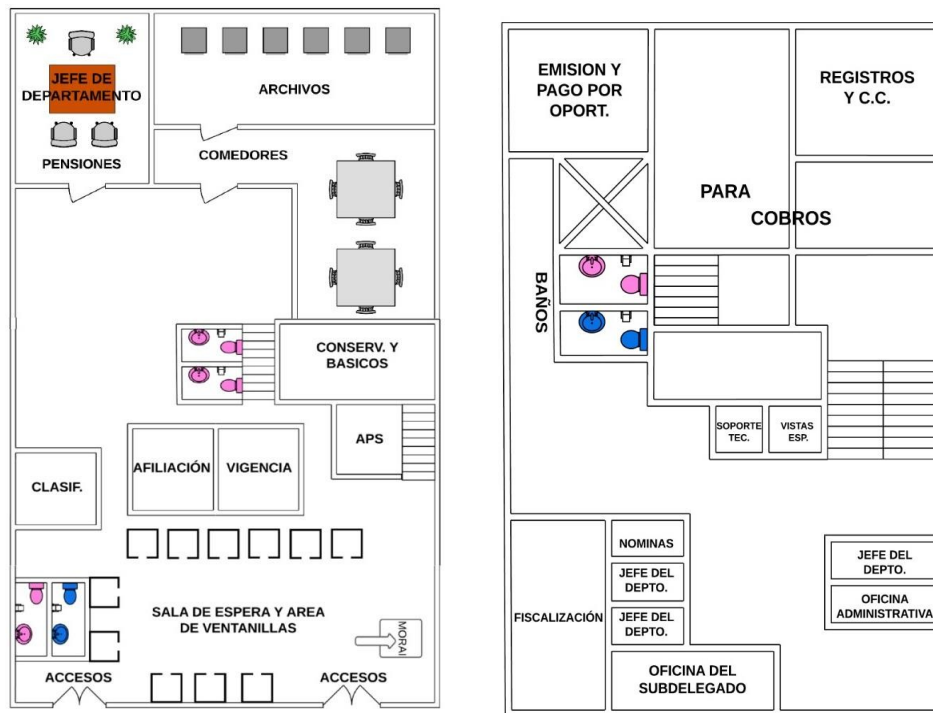 JEFE DE
DEPARTAMENTO
PENSIONES
ARCHIVOS
COMEDORES
CONSERV. Y
BASICOS
APS
AFILIACIÓN
VIGENCIA
CLASIF.
SALA DE ESPERA Y AREA
DE VENTANILLAS
MORAI
ACCESOS
ACCESOS
EMISION Y
PAGO POR
OPORT.
REGISTROS
Y C.C.
PARA
COBROS
BAÑOS
SOPORTE
TEC.
VISTAS
ESP.
NOMINAS
JEFE DEL
DEPTO.
JEFE DEL
DEPTO.
FISCALIZACIÓN
OFICINA DEL
SUBDELEGADO
JEFE DEL
DEPTO.
OFICINA
ADMINISTRATIVA